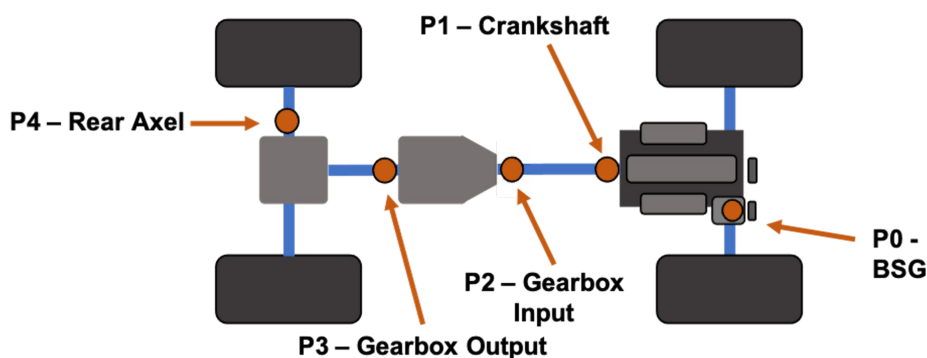 P1 – Crankshaft
P4 – Rear Axel
P0 -
BSG
P2 – Gearbox
Input
P3 – Gearbox Output